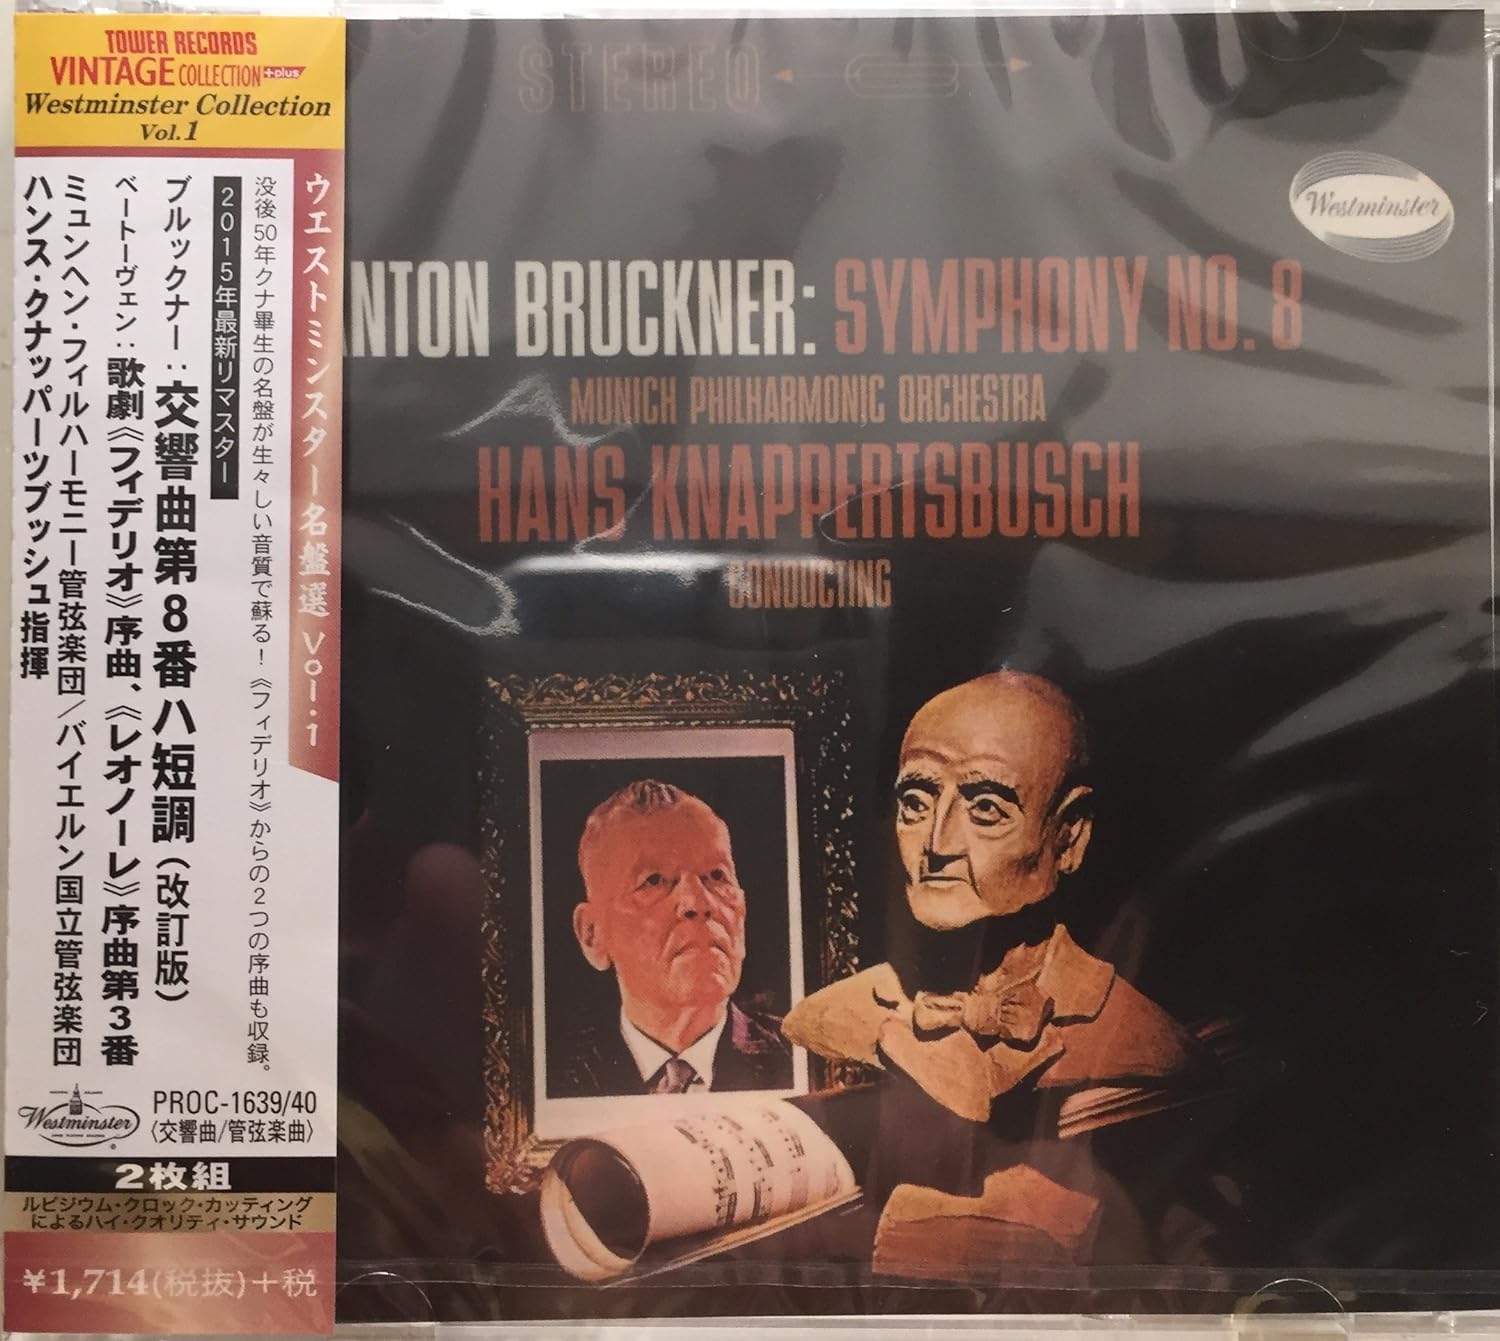 TOWER RECORDS
VINTAGE COLLECTION +plus
Westminster Collection
Vol.1
ウエストミンスター名盤選 Vol.1
没後50年クナ畢生の名盤が生々しい音質で蘇る！《フィデリオ》からの2つの序曲も収録。
2015年最新リマスター
ブルックナー：交響曲第8番ハ短調（改訂版）
ベートーヴェン：歌劇《フィデリオ》序曲、《レオノーレ》序曲第3番
ミュンヘン・フィルハーモニー管弦楽団／バイエルン国立管弦楽団
ハンス・クナッパーツブッシュ指揮
Westminster
PROC-1639/40
〈交響曲/管弦楽曲〉
2枚組
ルビジウム・クロック・カッティング
によるハイ・クオリティ・サウンド
¥1,714(税抜)+税
STEREO
Westminster
NTON BRUCKNER: SYMPHONY NO. 8
MUNICH PHILHARMONIC ORCHESTRA
HANS KNAPPERTSBUSCH
CONDUCTING